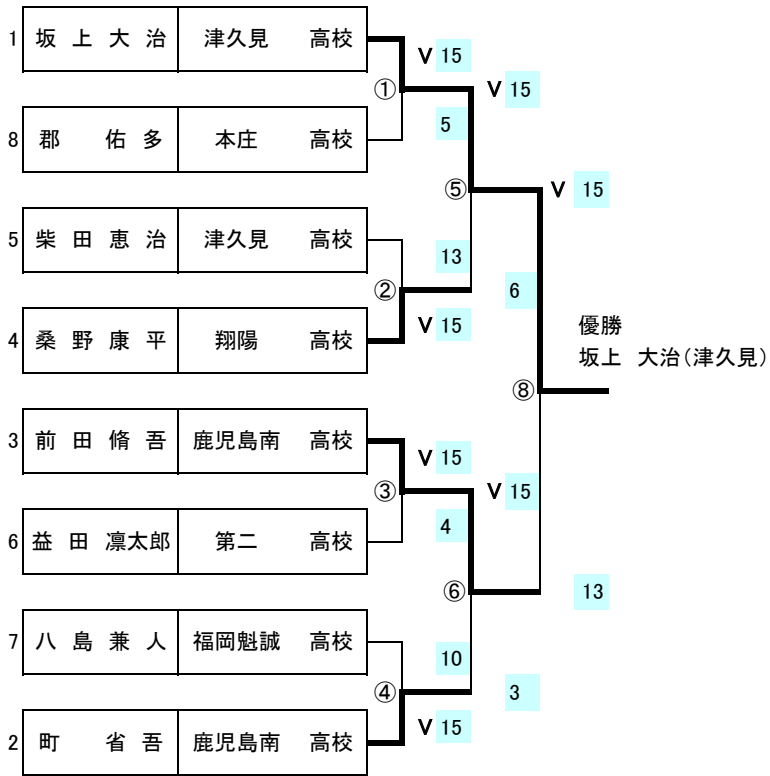 1 坂上大治 津久見 高校
V 15
① V 15
5
8 郡 佑多 本庄 高校
⑤ V 15
5 柴田恵治 津久見 高校
13
② 6
V 15
4 桑野康平 翔陽 高校
優勝
坂上 大治(津久見)
⑧
3 前田脩吾 鹿児島南 高校
V 15
③ V 15
4
6 益田凛太郎 第二 高校
⑥ 13
7 八島兼人 福岡魁誠 高校
10
④ 3
V 15
2 町 省吾 鹿児島南 高校